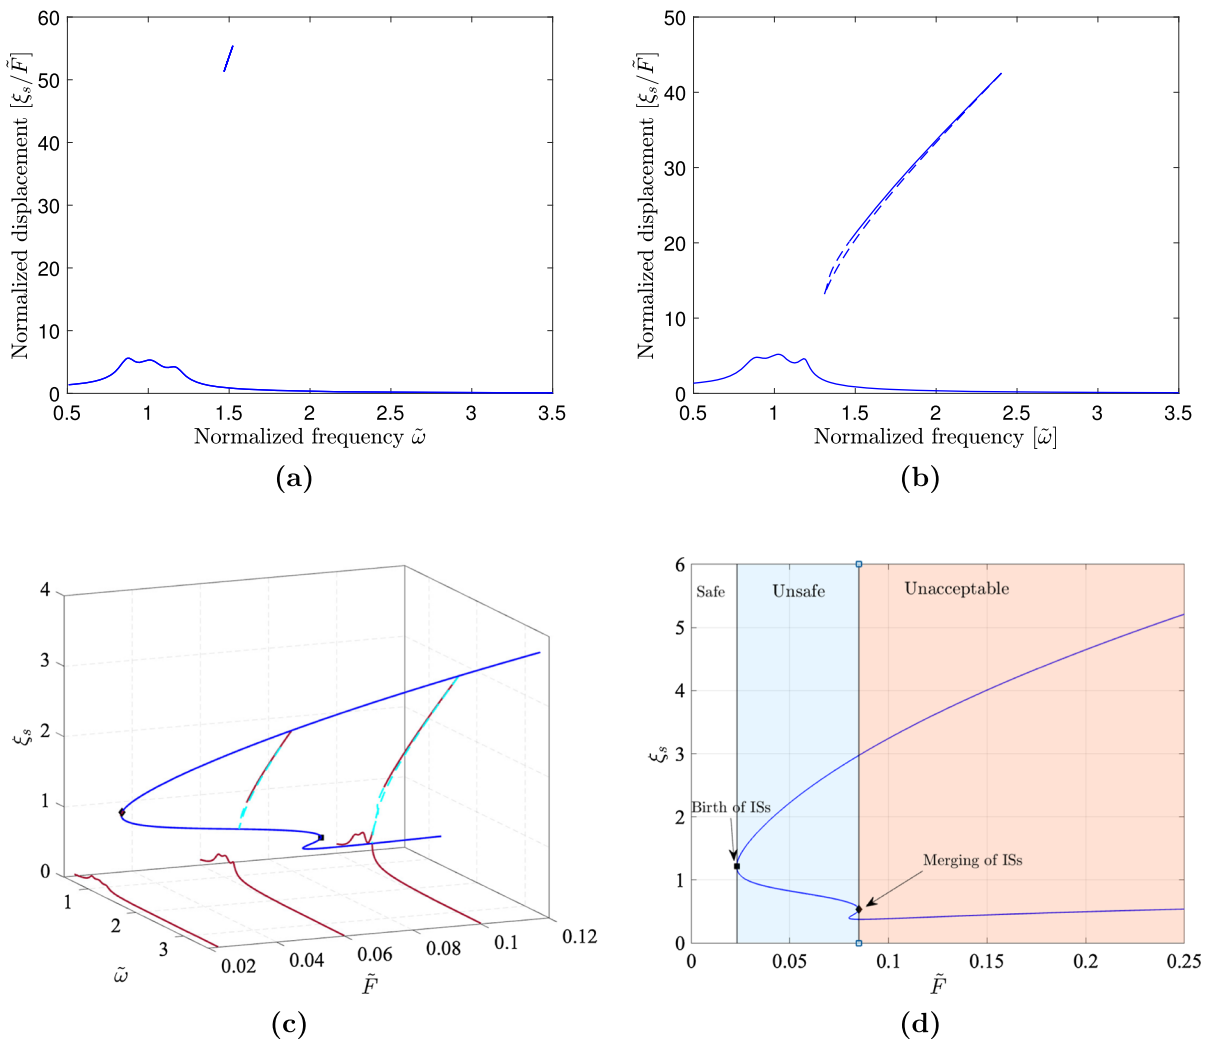 60
50
40
30
20
10
0
Normalized displacement [ξ_s/F̃]
0.5 1 1.5 2 2.5 3 3.5
Normalized frequency ω̃
(a)
50
40
30
20
10
0
Normalized displacement [ξ_s/F̃]
0.5 1 1.5 2 2.5 3 3.5
Normalized frequency [ω̃]
(b)
4
3
2
1
0
ξ_s
1
2
3
ω̃
0.02 0.04 0.06 0.08 0.1 0.12
F̃
(c)
6
5
4
3
2
1
0
ξ_s
Safe Unsafe Unacceptable
Birth of ISs
Merging of ISs
0 0.05 0.1 0.15 0.2 0.25
F̃
(d)